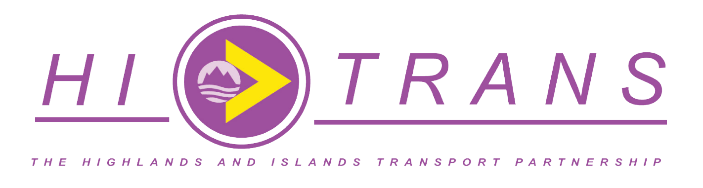 HI TRANS
THE HIGHLANDS AND ISLANDS TRANSPORT PARTNERSHIP